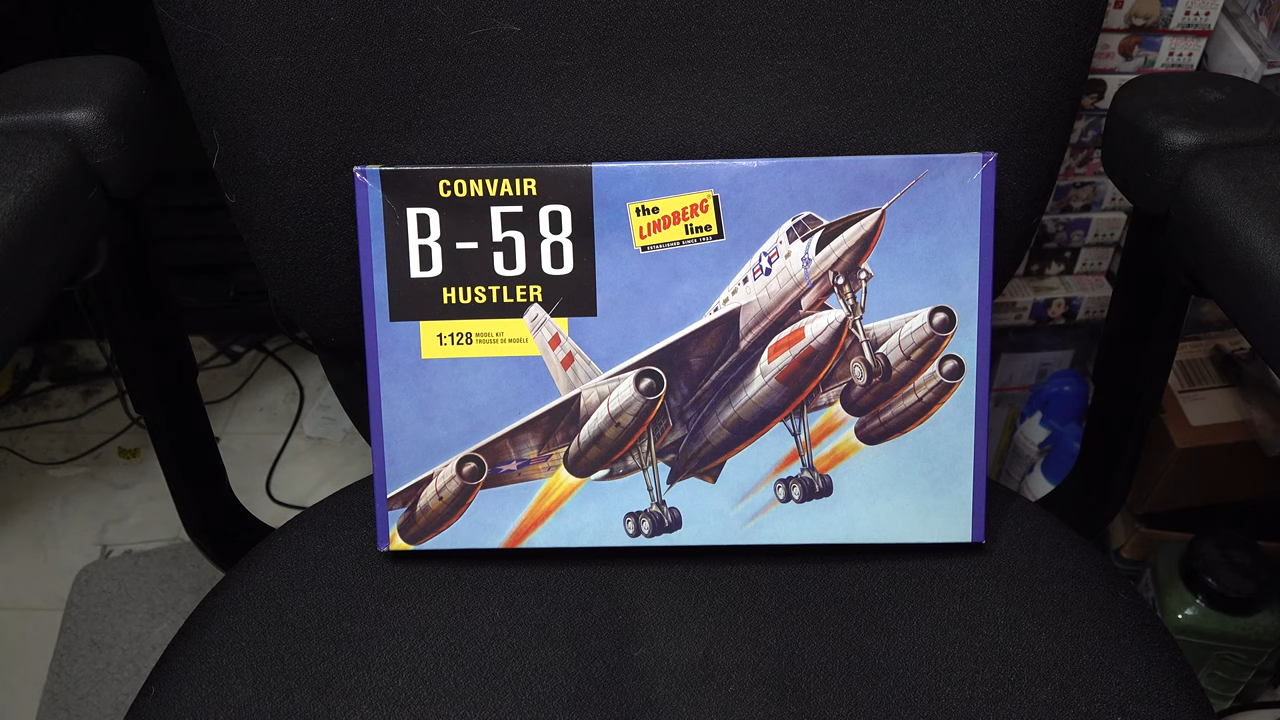 CONVAIR
B-58
HUSTLER
1:128 MODEL KIT
TROUSSE DE MODÈLE
the
LINDBERG®
line
ESTABLISHED SINCE 1933